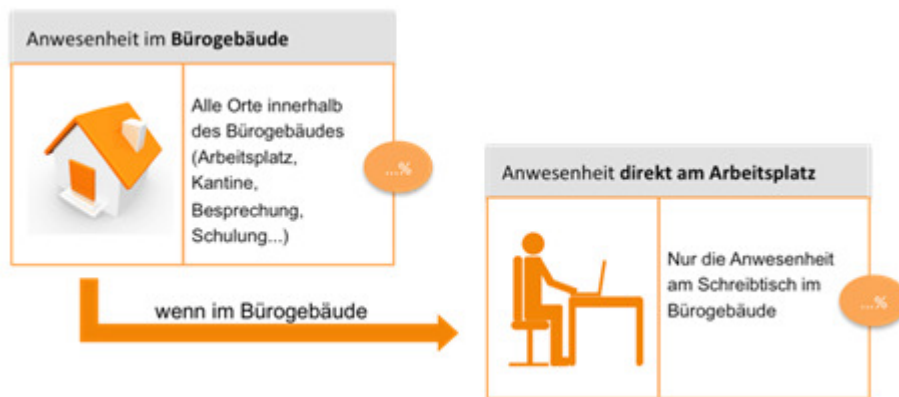 Anwesenheit im Bürogebäude
Alle Orte innerhalb
des Bürogebäudes
(Arbeitsplatz,
Kantine,
Besprechung,
Schulung...)
...%
wenn im Bürogebäude
Anwesenheit direkt am Arbeitsplatz
Nur die Anwesenheit
am Schreibtisch im
Bürogebäude
...%